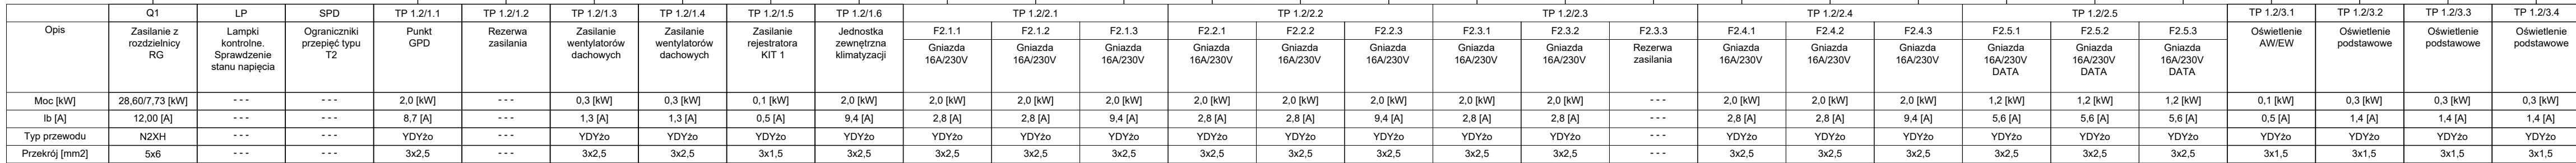 Q1 LP SPD TP 1.2/1.1 TP 1.2/1.2 TP 1.2/1.3 TP 1.2/1.4 TP 1.2/1.5 TP 1.2/1.6 TP 1.2/2.1 TP 1.2/2.2 TP 1.2/2.3 TP 1.2/2.4 TP 1.2/2.5 TP 1.2/3.1 TP 1.2/3.2 TP 1.2/3.3 TP 1.2/3.4
Opis Zasilanie z Lampki Ograniczniki Punkt Rezerwa Zasilanie Zasilanie Zasilanie Jednostka F2.1.1 F2.1.2 F2.1.3 F2.2.1 F2.2.2 F2.2.3 F2.3.1 F2.3.2 F2.3.3 F2.4.1 F2.4.2 F2.4.3 F2.5.1 F2.5.2 F2.5.3 Oświetlenie Oświetlenie Oświetlenie Oświetlenie
rozdzielnicy kontrolne. przepięć typu GPD zasilania wentylatorów wentylatorów rejestratora zewnętrzna Gniazda Gniazda Gniazda Gniazda Gniazda Gniazda Gniazda Gniazda Rezerwa Gniazda Gniazda Gniazda Gniazda Gniazda Gniazda AW/EW podstawowe podstawowe podstawowe
RG Sprawdzenie T2 dachowych dachowych KIT 1 klimatyzacji 16A/230V 16A/230V 16A/230V 16A/230V 16A/230V 16A/230V 16A/230V 16A/230V zasilania 16A/230V 16A/230V 16A/230V 16A/230V 16A/230V 16A/230V
stanu napięcia DATA DATA DATA
Moc [kW] 28,60/7,73 [kW] - - - - - - 2,0 [kW] - - - 0,3 [kW] 0,3 [kW] 0,1 [kW] 2,0 [kW] 2,0 [kW] 2,0 [kW] 2,0 [kW] 2,0 [kW] 2,0 [kW] 2,0 [kW] 2,0 [kW] 2,0 [kW] - - - 2,0 [kW] 2,0 [kW] 2,0 [kW] 1,2 [kW] 1,2 [kW] 1,2 [kW] 0,1 [kW] 0,3 [kW] 0,3 [kW] 0,3 [kW]
Ib [A] 12,00 [A] - - - - - - 8,7 [A] - - - 1,3 [A] 1,3 [A] 0,5 [A] 9,4 [A] 2,8 [A] 2,8 [A] 9,4 [A] 2,8 [A] 2,8 [A] 9,4 [A] 2,8 [A] 2,8 [A] - - - 2,8 [A] 2,8 [A] 9,4 [A] 5,6 [A] 5,6 [A] 5,6 [A] 0,5 [A] 1,4 [A] 1,4 [A] 1,4 [A]
Typ przewodu N2XH - - - - - - YDYżo - - - YDYżo YDYżo YDYżo YDYżo YDYżo YDYżo YDYżo YDYżo YDYżo YDYżo YDYżo YDYżo - - - YDYżo YDYżo YDYżo YDYżo YDYżo YDYżo YDYżo YDYżo YDYżo YDYżo
Przekrój [mm2] 5x6 - - - - - - 3x2,5 - - - 3x2,5 3x2,5 3x1,5 3x2,5 3x2,5 3x2,5 3x2,5 3x2,5 3x2,5 3x2,5 3x2,5 3x2,5 - - - 3x2,5 3x2,5 3x2,5 3x2,5 3x2,5 3x2,5 3x1,5 3x1,5 3x1,5 3x1,5